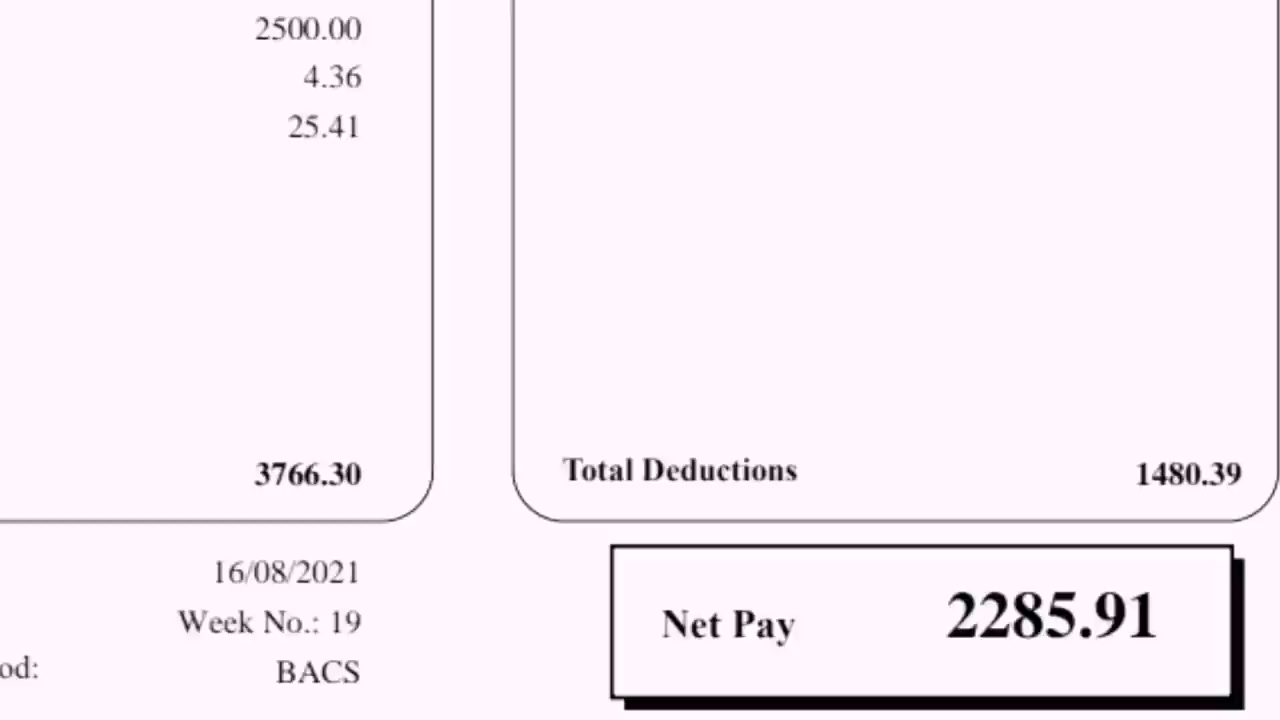 2500.00
4.36
25.41
3766.30
Total Deductions 1480.39
16/08/2021
Week No.: 19
od: BACS
Net Pay 2285.91